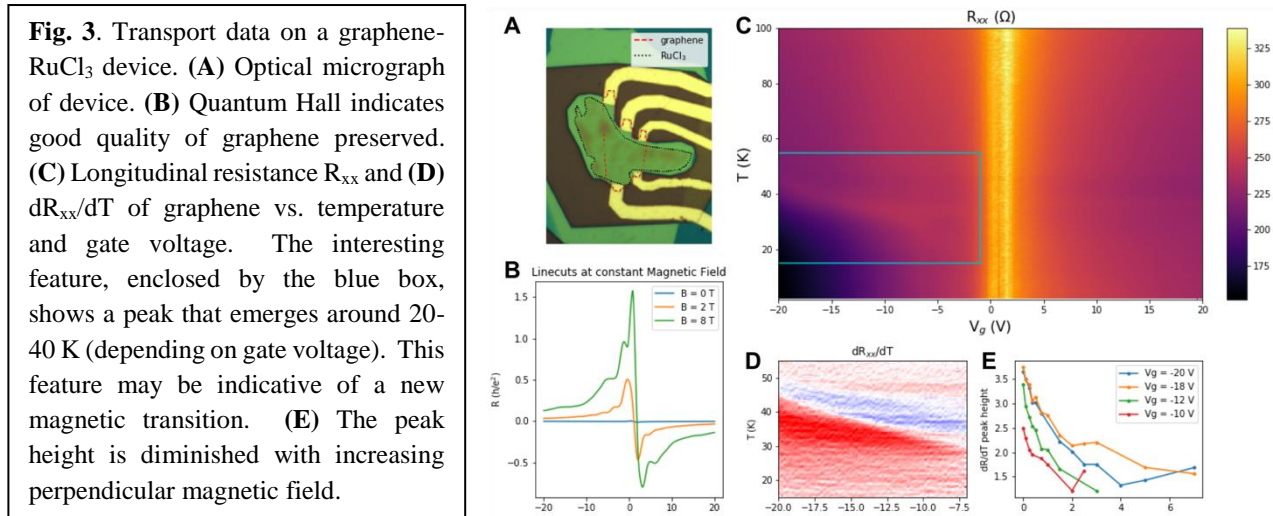 Fig. 3. Transport data on a graphene-
RuCl3 device. (A) Optical micrograph
of device. (B) Quantum Hall indicates
good quality of graphene preserved.
(C) Longitudinal resistance Rxx and (D)
dRxx/dT of graphene vs. temperature
and gate voltage. The interesting
feature, enclosed by the blue box,
shows a peak that emerges around 20-
40 K (depending on gate voltage). This
feature may be indicative of a new
magnetic transition. (E) The peak
height is diminished with increasing
perpendicular magnetic field.
A
graphene
RuCl3
B
Linecuts at constant Magnetic Field
B = 0 T
B = 2 T
B = 8 T
R (h/e²)
1.5
1.0
0.5
0.0
−0.5
−20 −10 0 10 20
C
Rxx (Ω)
T (K)
100
80
60
40
20
−20 −15 −10 −5 0 5 10 15 20
Vg (V)
325
300
275
250
225
200
175
D
dRxx/dT
T (K)
50
40
30
20
−20.0 −17.5 −15.0 −12.5 −10.0 −7.5
E
Vg = -20 V
Vg = -18 V
Vg = -12 V
Vg = -10 V
dR/dT peak height
3.5
3.0
2.5
2.0
1.5
0 2 4 6